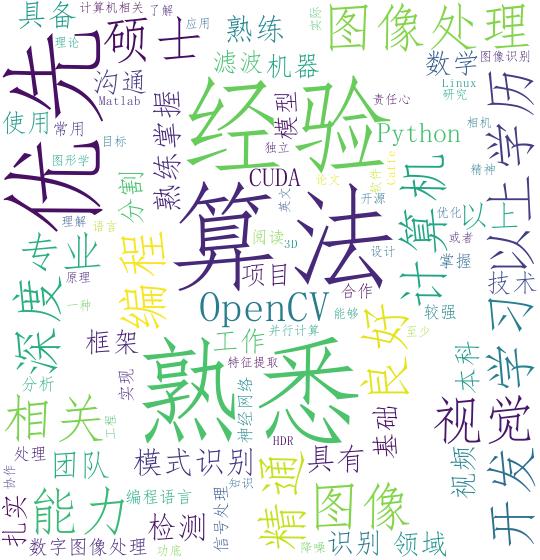 具备
计算机相关
了解
应用
实际
理论
硕士
熟练
图像处理
优先
沟通
滤波
机器
数学
图像识别
Matlab
经验
模型
责任心
Linux
研究
以上学历
使用
常用
熟练掌握
独立
Python
相机
目标
图形学
分割
CUDA
论文
软件
精神
英文
开源
计算机
理解
语言
算法
优化
以上
专业
编程
阅读
3D
设计
或者
掌握
原理
项目
合作
技术
深度
一种
OpenCV
能够
较强
学习
框架
工作
并行计算
良好
至少
熟悉
特征提取
分析
实现
神经网络
本科
相关
工程
基础
视觉
HDR
处理
团队
模式识别
具有
视频
开发
协作
知识
扎实
能力
编程语言
信号处理
精通
图像
检测
数字图像处理
功底
降噪
识别
领域